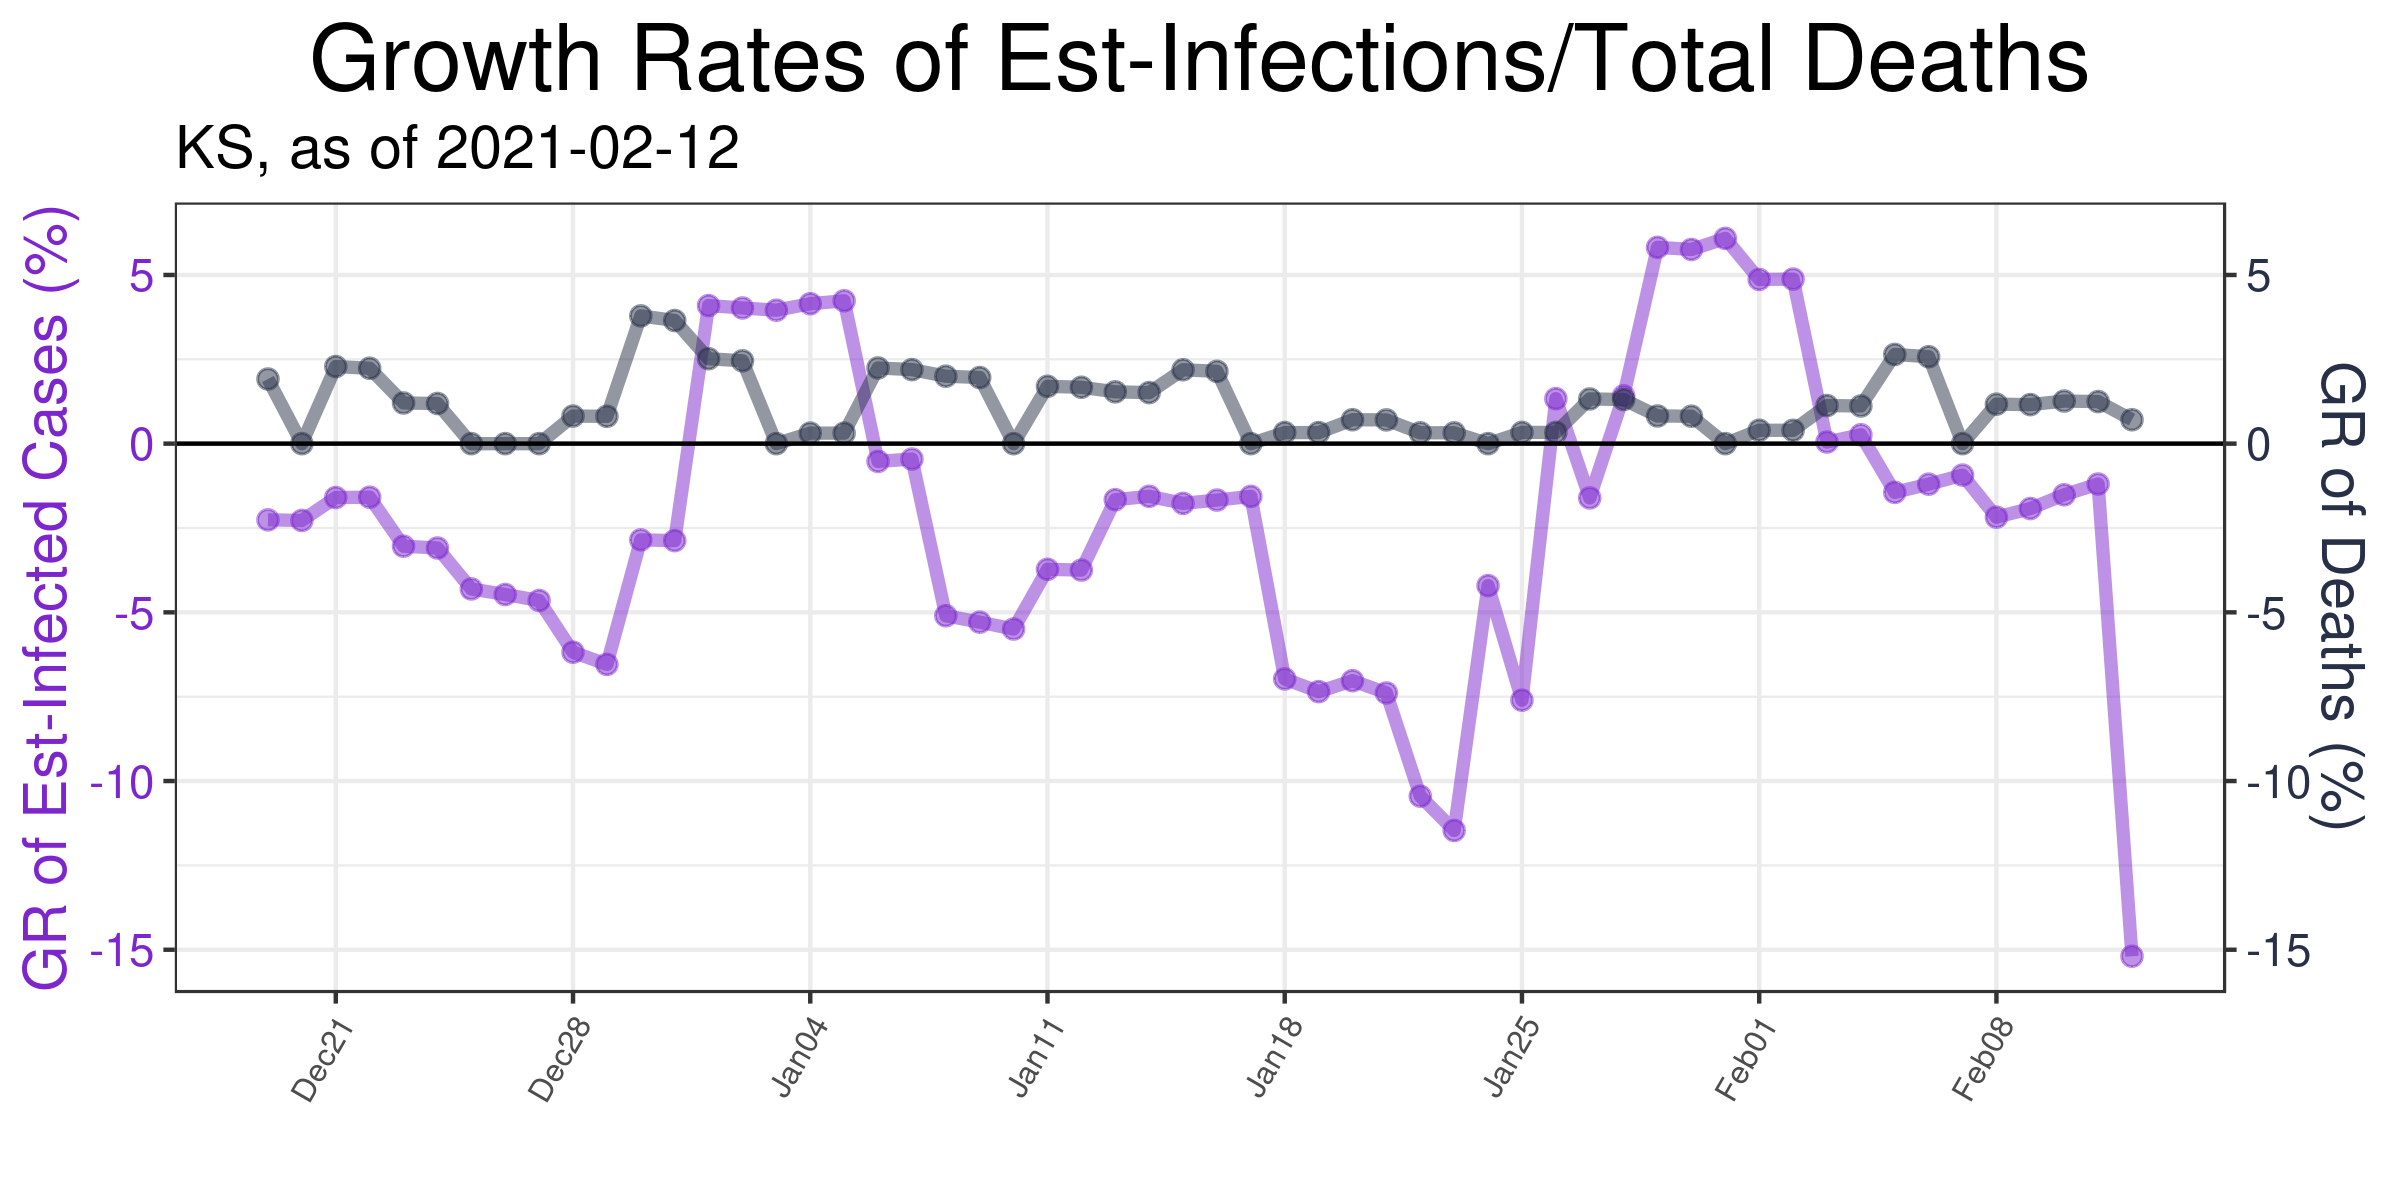 Growth Rates of Est-Infections/Total Deaths
KS, as of 2021-02-12
GR of Est-Infected Cases (%)
5
0
-5
-10
-15
5
0
-5
-10
-15
GR of Deaths (%)
Dec21
Dec28
Jan04
Jan11
Jan18
Jan25
Feb01
Feb08